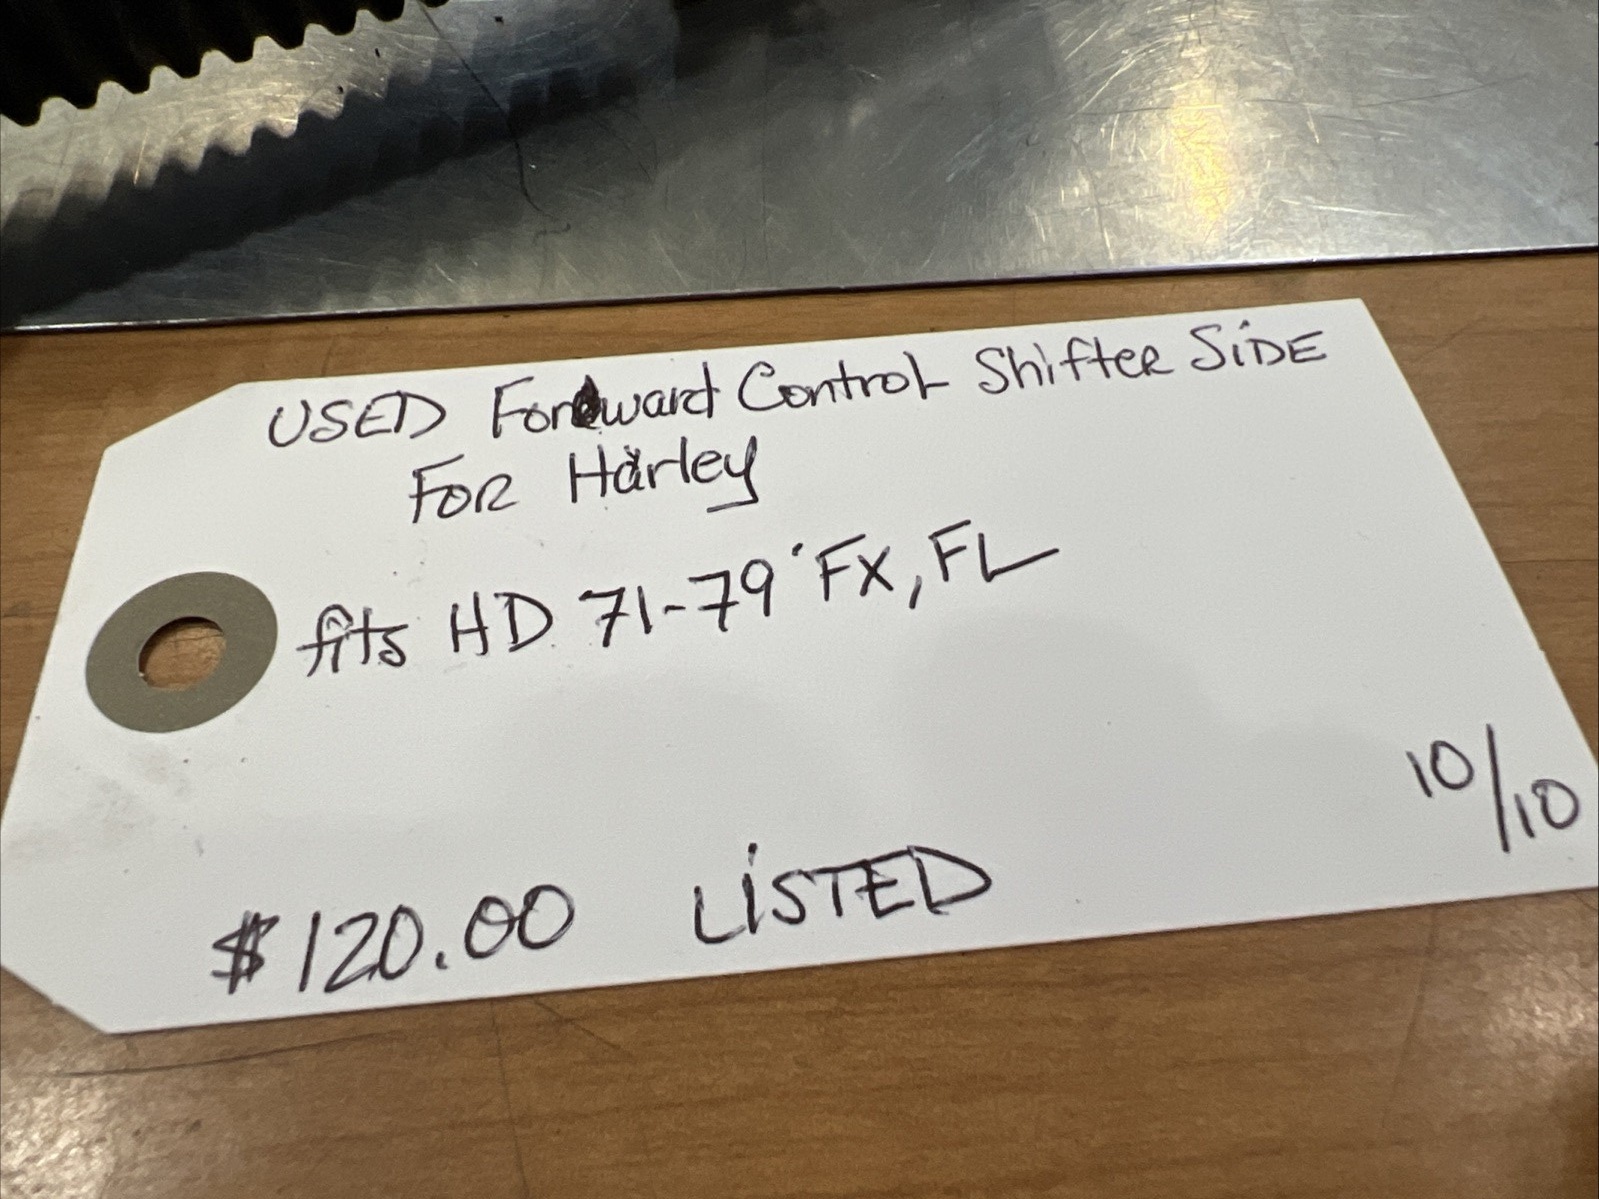 USED Forward Control Shifter SiDE
FOR Harley
fits HD 71-79 FX, FL
10/10
$120.00 LiSTED